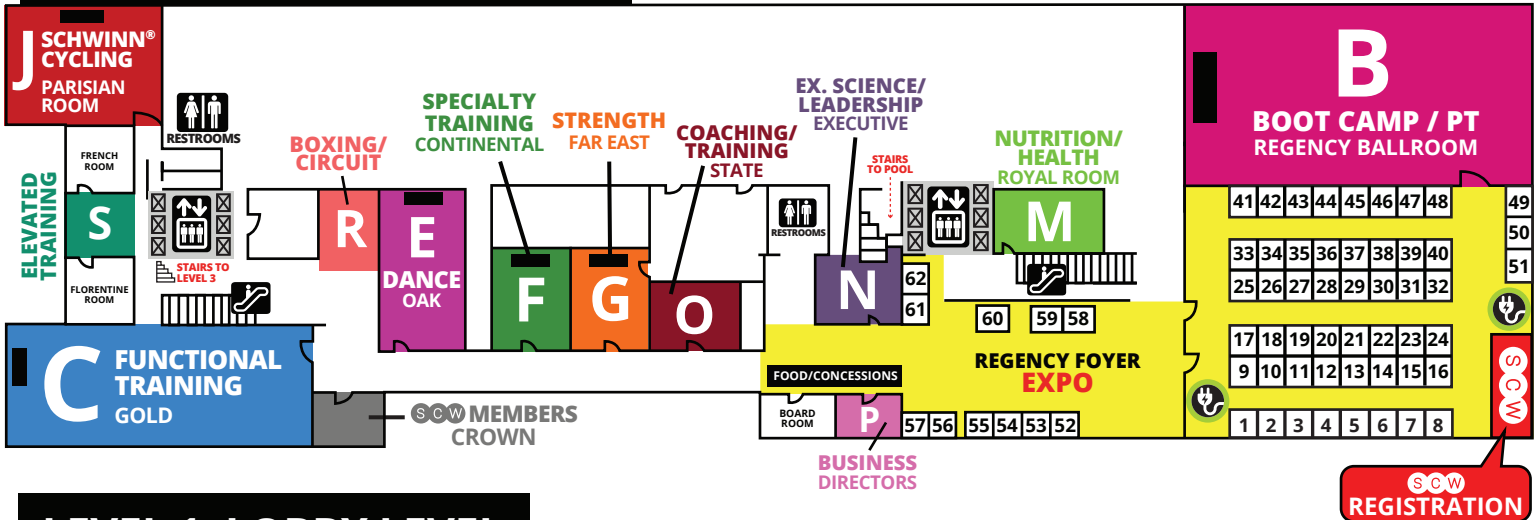 J
SCHWINN®
CYCLING
PARISIAN
ROOM
RESTROOMS
FRENCH
ROOM
ELEVATED
TRAINING
S
FLORENTINE
ROOM
STAIRS TO
LEVEL 3
C
FUNCTIONAL
TRAINING
GOLD
BOXING/
CIRCUIT
R
E
DANCE
OAK
SPECIALTY
TRAINING
CONTINENTAL
F
STRENGTH
FAR EAST
G
COACHING/
TRAINING
STATE
O
SCW MEMBERS
CROWN
RESTROOMS
EX. SCIENCE/
LEADERSHIP
EXECUTIVE
N
STAIRS
TO POOL
NUTRITION/
HEALTH
ROYAL ROOM
M
62
61
60 59 58
REGENCY FOYER
EXPO
FOOD/CONCESSIONS
BOARD
ROOM
P
57 56 55 54 53 52
BUSINESS
DIRECTORS
B
BOOT CAMP / PT
REGENCY BALLROOM
41 42 43 44 45 46 47 48
33 34 35 36 37 38 39 40
25 26 27 28 29 30 31 32
17 18 19 20 21 22 23 24
9 10 11 12 13 14 15 16
1 2 3 4 5 6 7 8
49
50
51
SCW
SCW
REGISTRATION